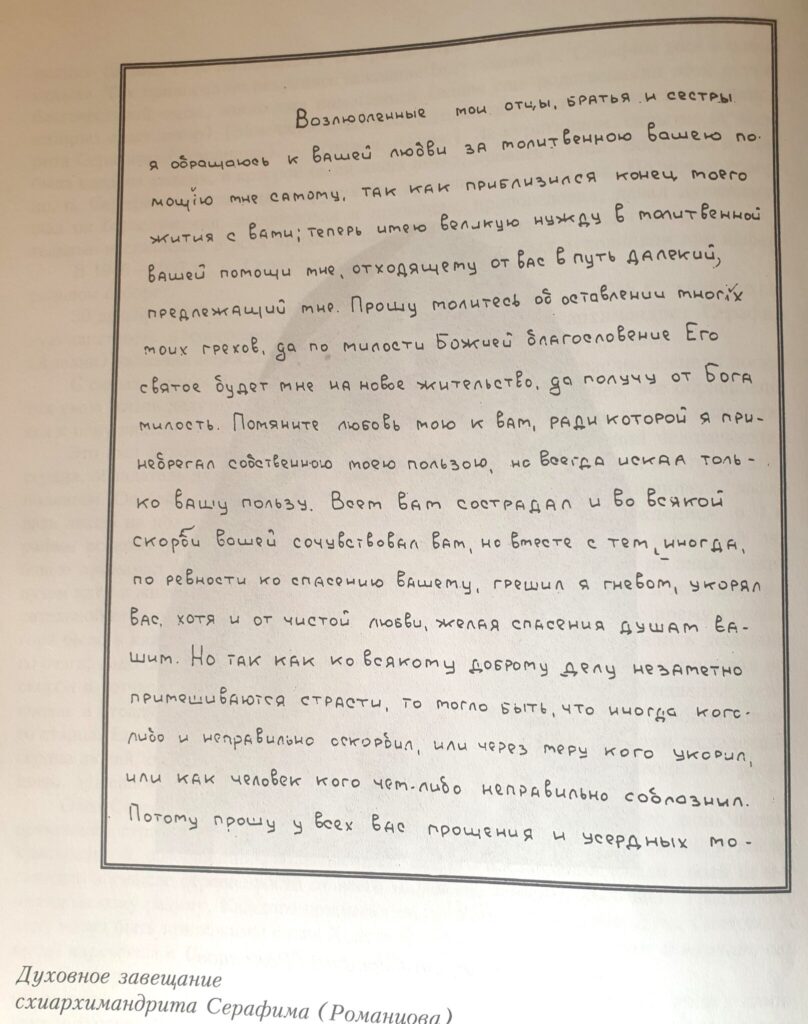 Возлюбленные мои отцы, братья и сестры
я обращаюсь к вашей любви за молитвенною вашею по-
мощию мне самому, так как приблизился конец моего
жития с вами; теперь имею великую нужду в молитвенной
вашей помощи мне, отходящему от вас в путь далекий,
предлежащий мне. Прошу молитесь об оставлении многих
моих грехов, да по милости Божией благословение Его
святое будет мне на новое жительство, да получу от Бога
милость. Помяните любовь мою к вам, ради которой я при-
небрегал собственною моею пользою, но всегда искал толь-
ко вашу пользу. Всем вам сострадал и во всякой
скорби вашей сочувствовал вам, но вместе с тем, иногда,
по ревности ко спасению вашему, грешил я гневом, укорял
вас, хотя и от чистой любви, желая спасения душам ва-
шим. Но так как ко всякому доброму делу незаметно
примешиваются страсти, то могло быть, что иногда кого-
либо и неправильно оскорбил, или через меру кого укорил,
или как человек кого чем-либо неправильно соблазнил.
Потому прошу у всех вас прощения и усердных мо-
Духовное завещание
схиархимандрита Серафима (Романцова)